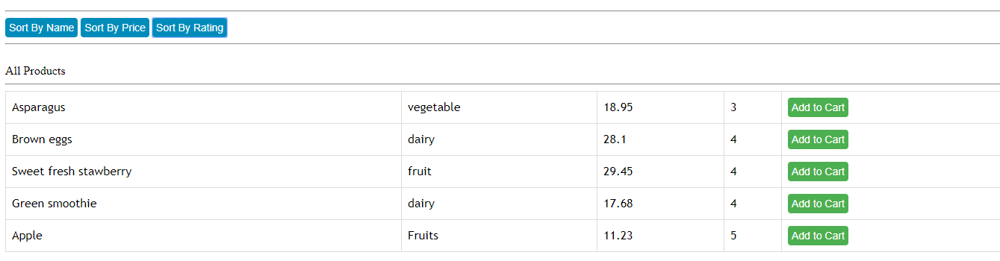 Sort By Name Sort By Price Sort By Rating
All Products
Asparagus vegetable 18.95 3 Add to Cart
Brown eggs dairy 28.1 4 Add to Cart
Sweet fresh stawberry fruit 29.45 4 Add to Cart
Green smoothie dairy 17.68 4 Add to Cart
Apple Fruits 11.23 5 Add to Cart